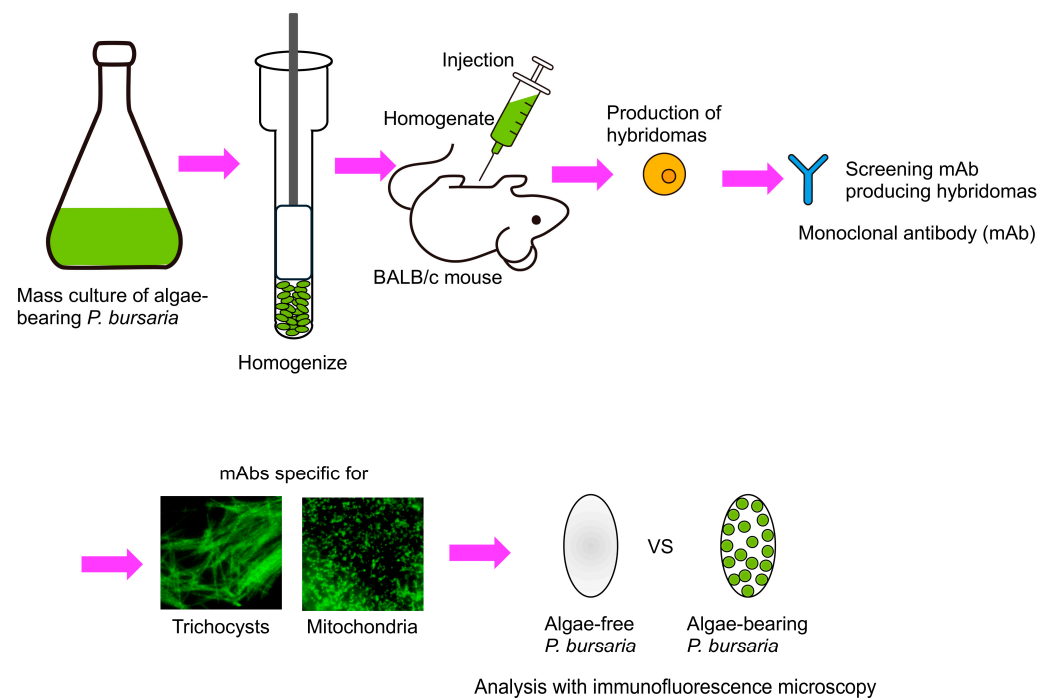 Mass culture of algae-
bearing P. bursaria
Homogenize
Injection
Homogenate
BALB/c mouse
Production of
hybridomas
Screening mAb
producing hybridomas
Monoclonal antibody (mAb)
mAbs specific for
Trichocysts
Mitochondria
Algae-free
P. bursaria
VS
Algae-bearing
P. bursaria
Analysis with immunofluorescence microscopy